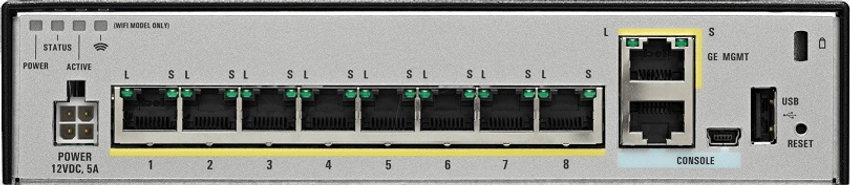 (WIFI MODEL ONLY)
STATUS
POWER
ACTIVE
L S
GE MGMT
L S L S L S L S L S L S L S L S
USB
POWER
12VDC, 5A
1 2 3 4 5 6 7 8
CONSOLE
RESET